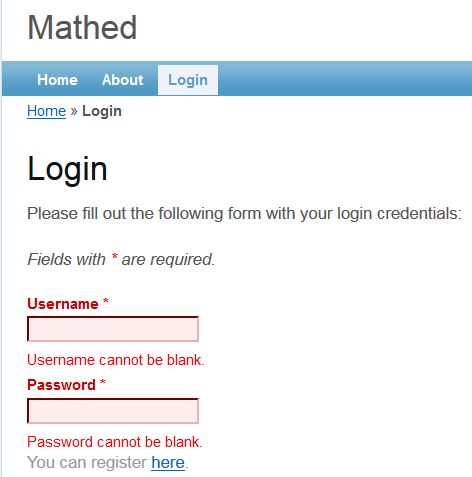 Mathed
Home About Login
Home » Login
Login
Please fill out the following form with your login credentials:
Fields with * are required.
Username *
Username cannot be blank.
Password *
Password cannot be blank.
You can register here.